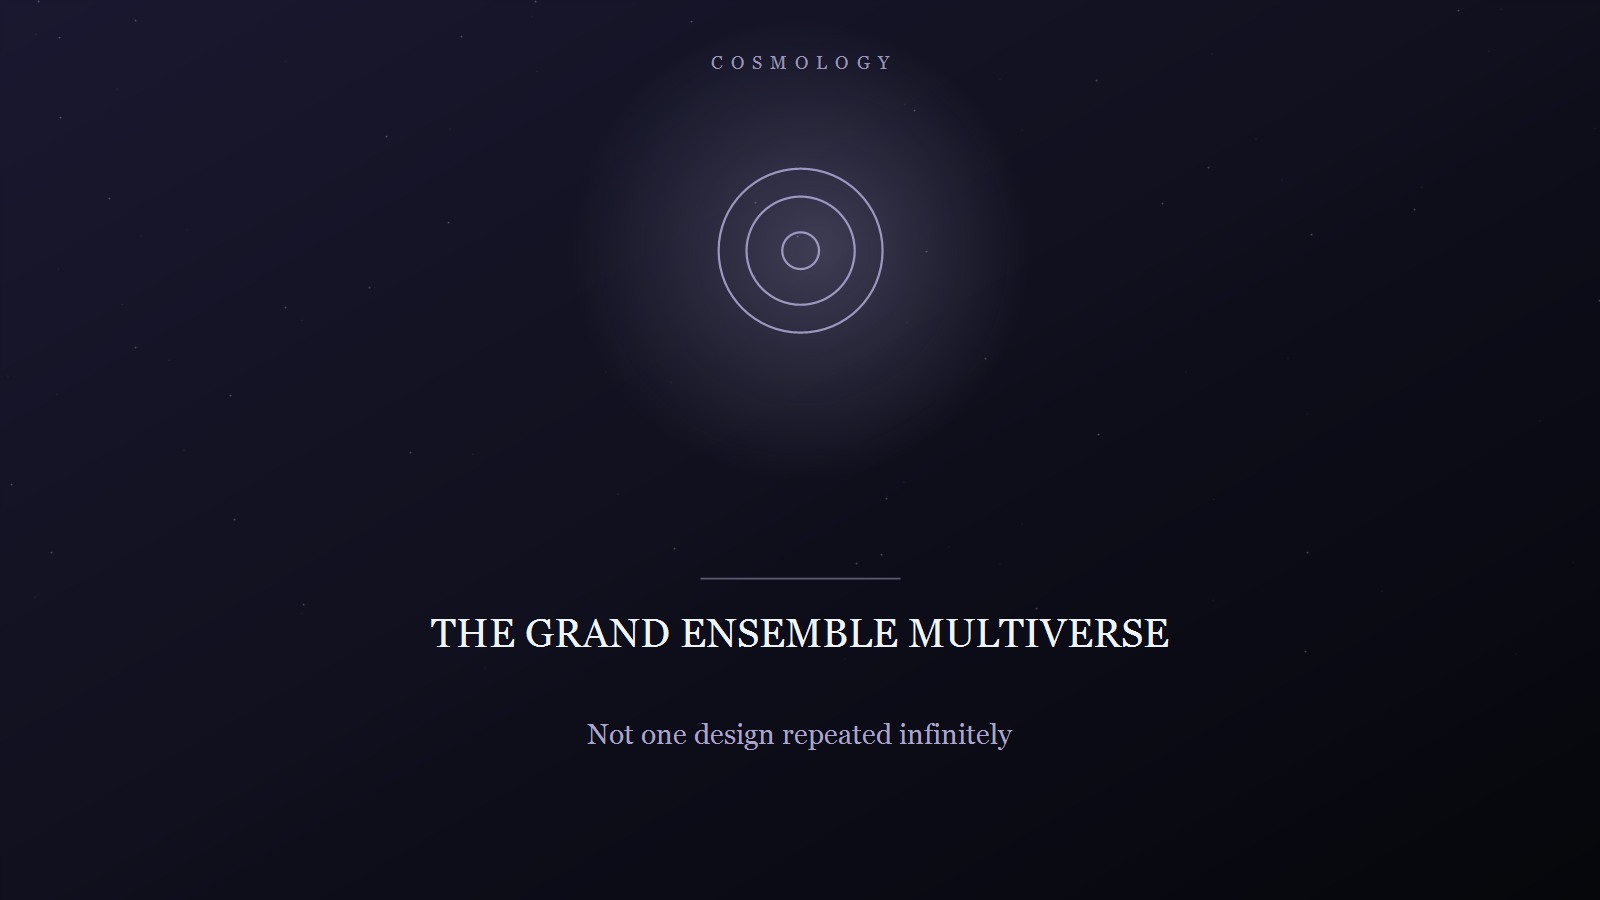 COSMOLOGY
THE GRAND ENSEMBLE MULTIVERSE
Not one design repeated infinitely